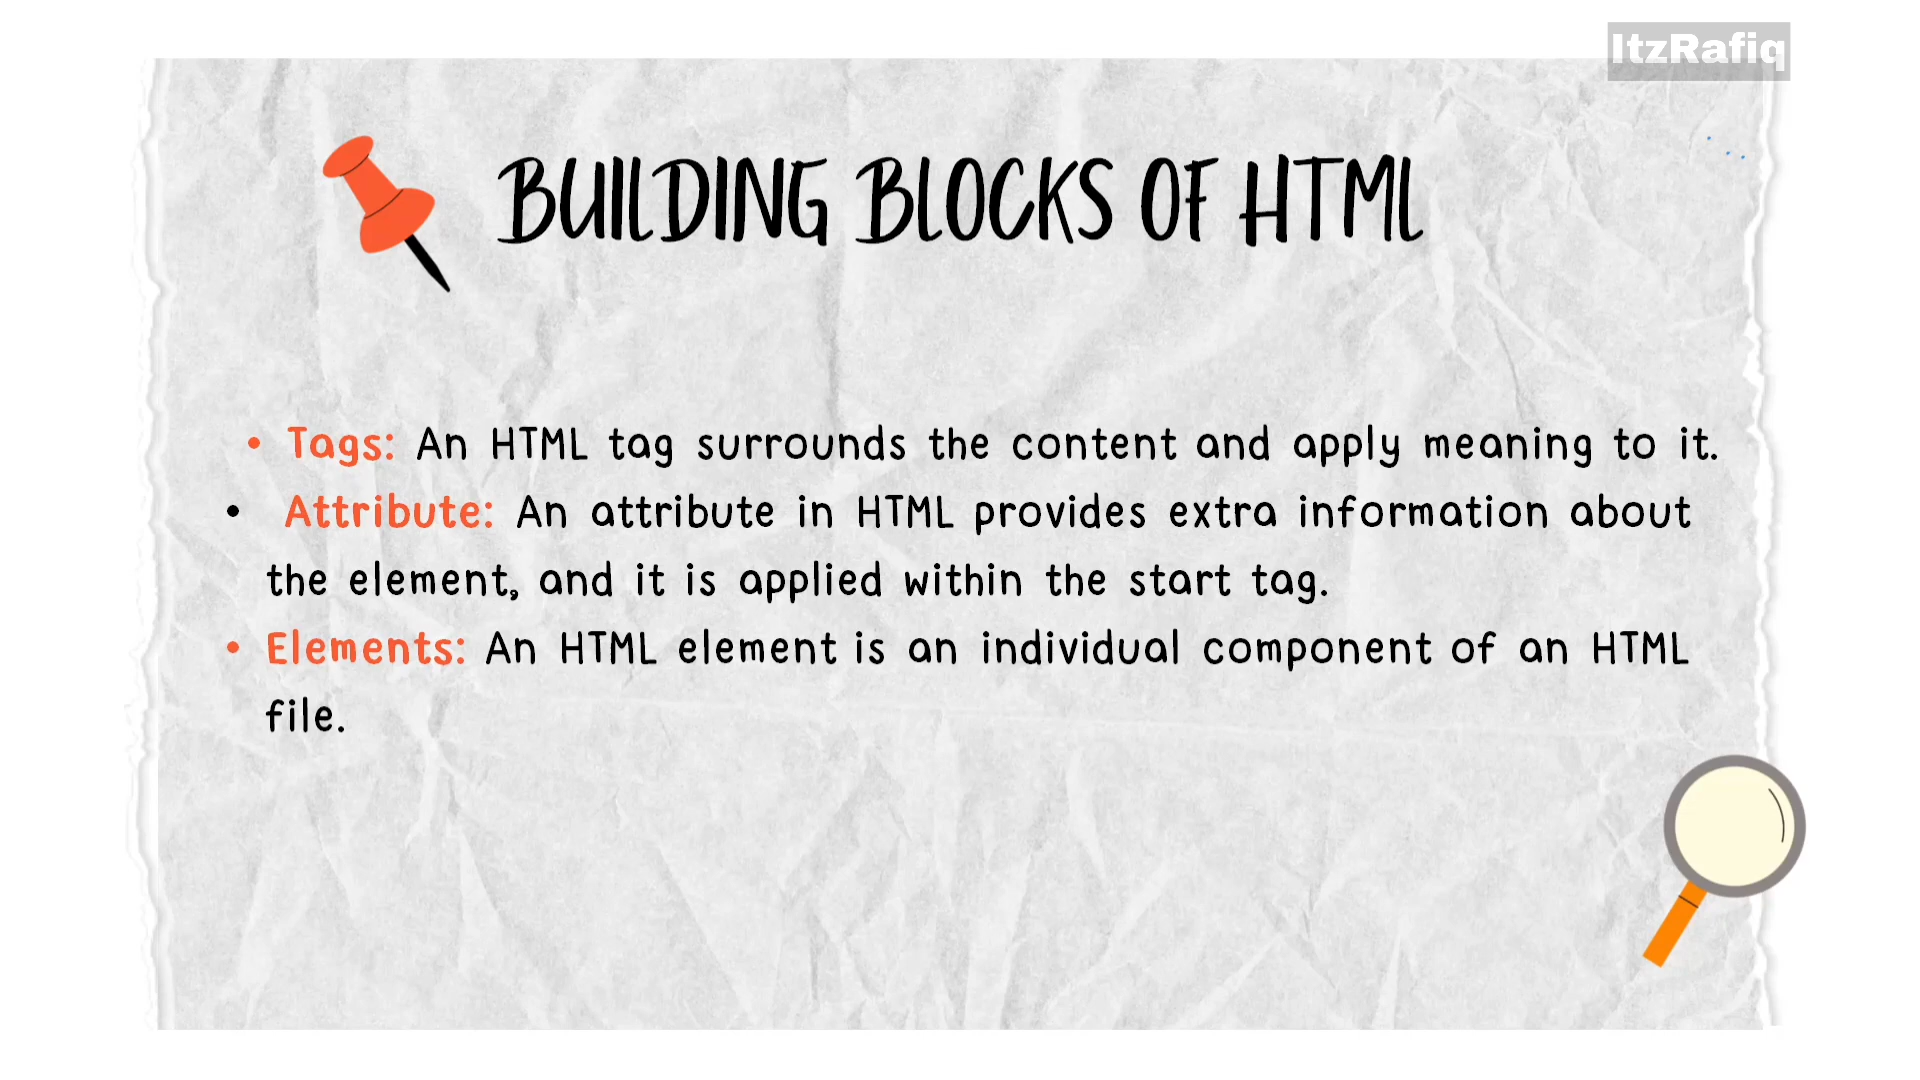 ItzRafiq
BUILDING BLOCKS OF HTML
• Tags: An HTML tag surrounds the content and apply meaning to it.
• Attribute: An attribute in HTML provides extra information about
the element, and it is applied within the start tag.
• Elements: An HTML element is an individual component of an HTML
file.